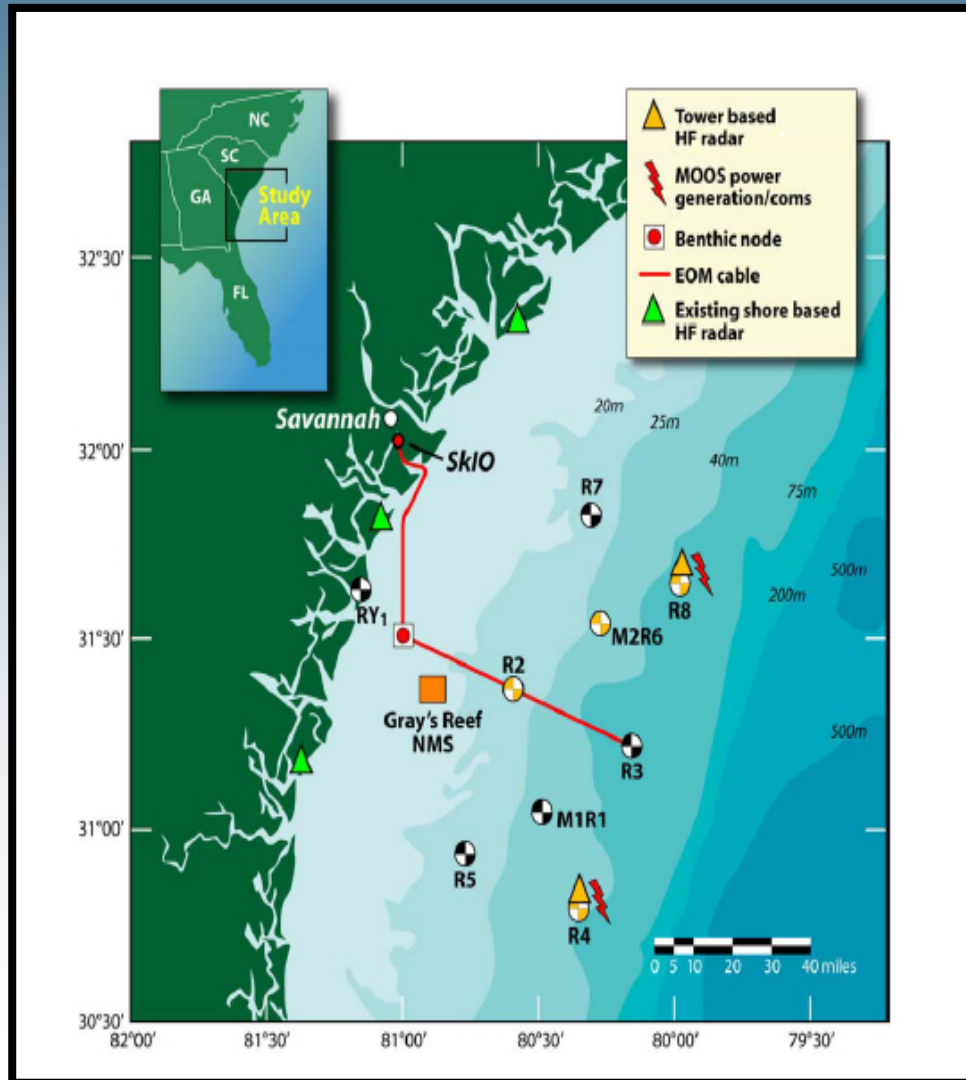 NC
SC
GA
Study
Area
FL
Tower based
HF radar
MOOS power
generation/coms
Benthic node
EOM cable
Existing shore based
HF radar
32°30'
32°00'
31°30'
31°00'
30°30'
Savannah
SkIO
20m
25m
40m
75m
200m
500m
500m
R7
R8
M2R6
RY1
R2
Gray's Reef
NMS
R3
M1R1
R5
R4
0 5 10 20 30 40 miles
82°00' 81°30' 81°00' 80°30' 80°00' 79°30'